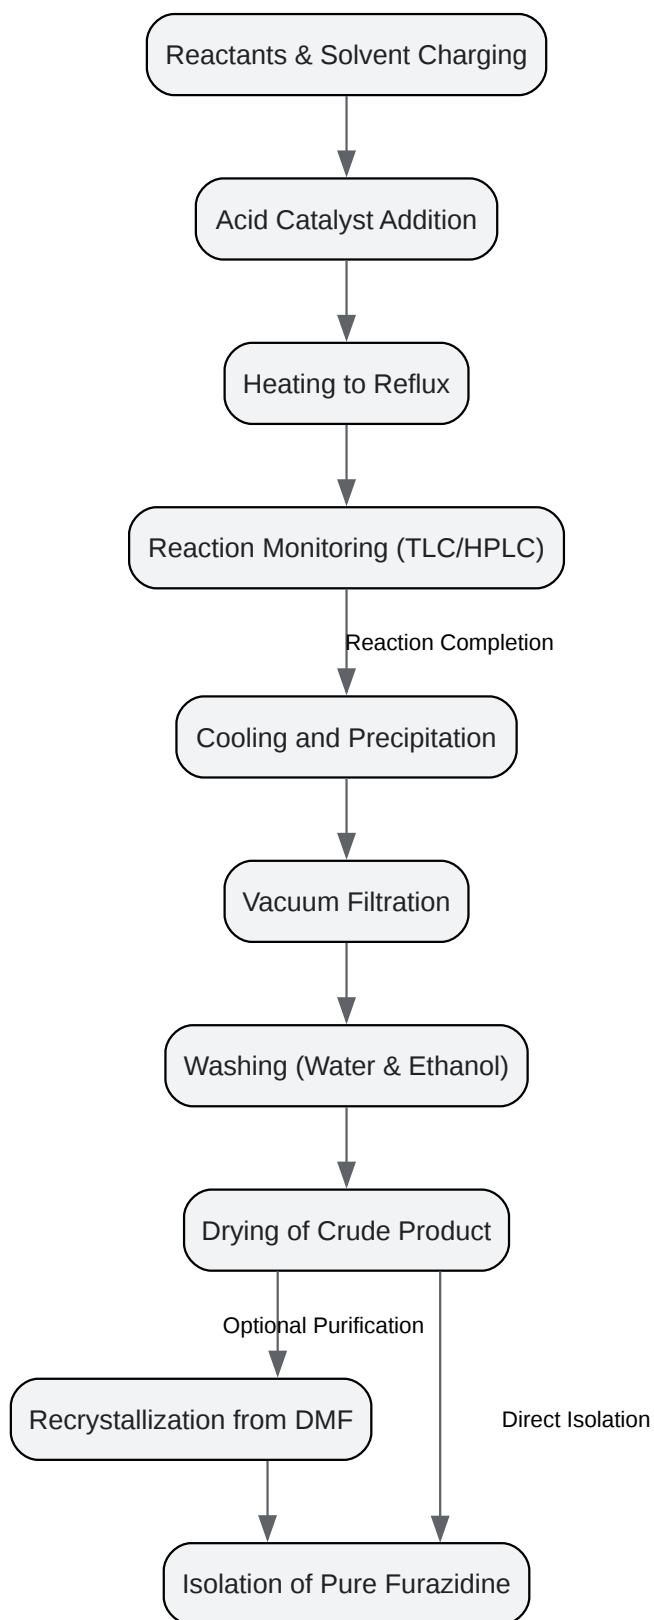 Reactants & Solvent Charging
Acid Catalyst Addition
Heating to Reflux
Reaction Monitoring (TLC/HPLC)
Reaction Completion
Cooling and Precipitation
Vacuum Filtration
Washing (Water & Ethanol)
Drying of Crude Product
Optional Purification
Recrystallization from DMF
Direct Isolation
Isolation of Pure Furazidine